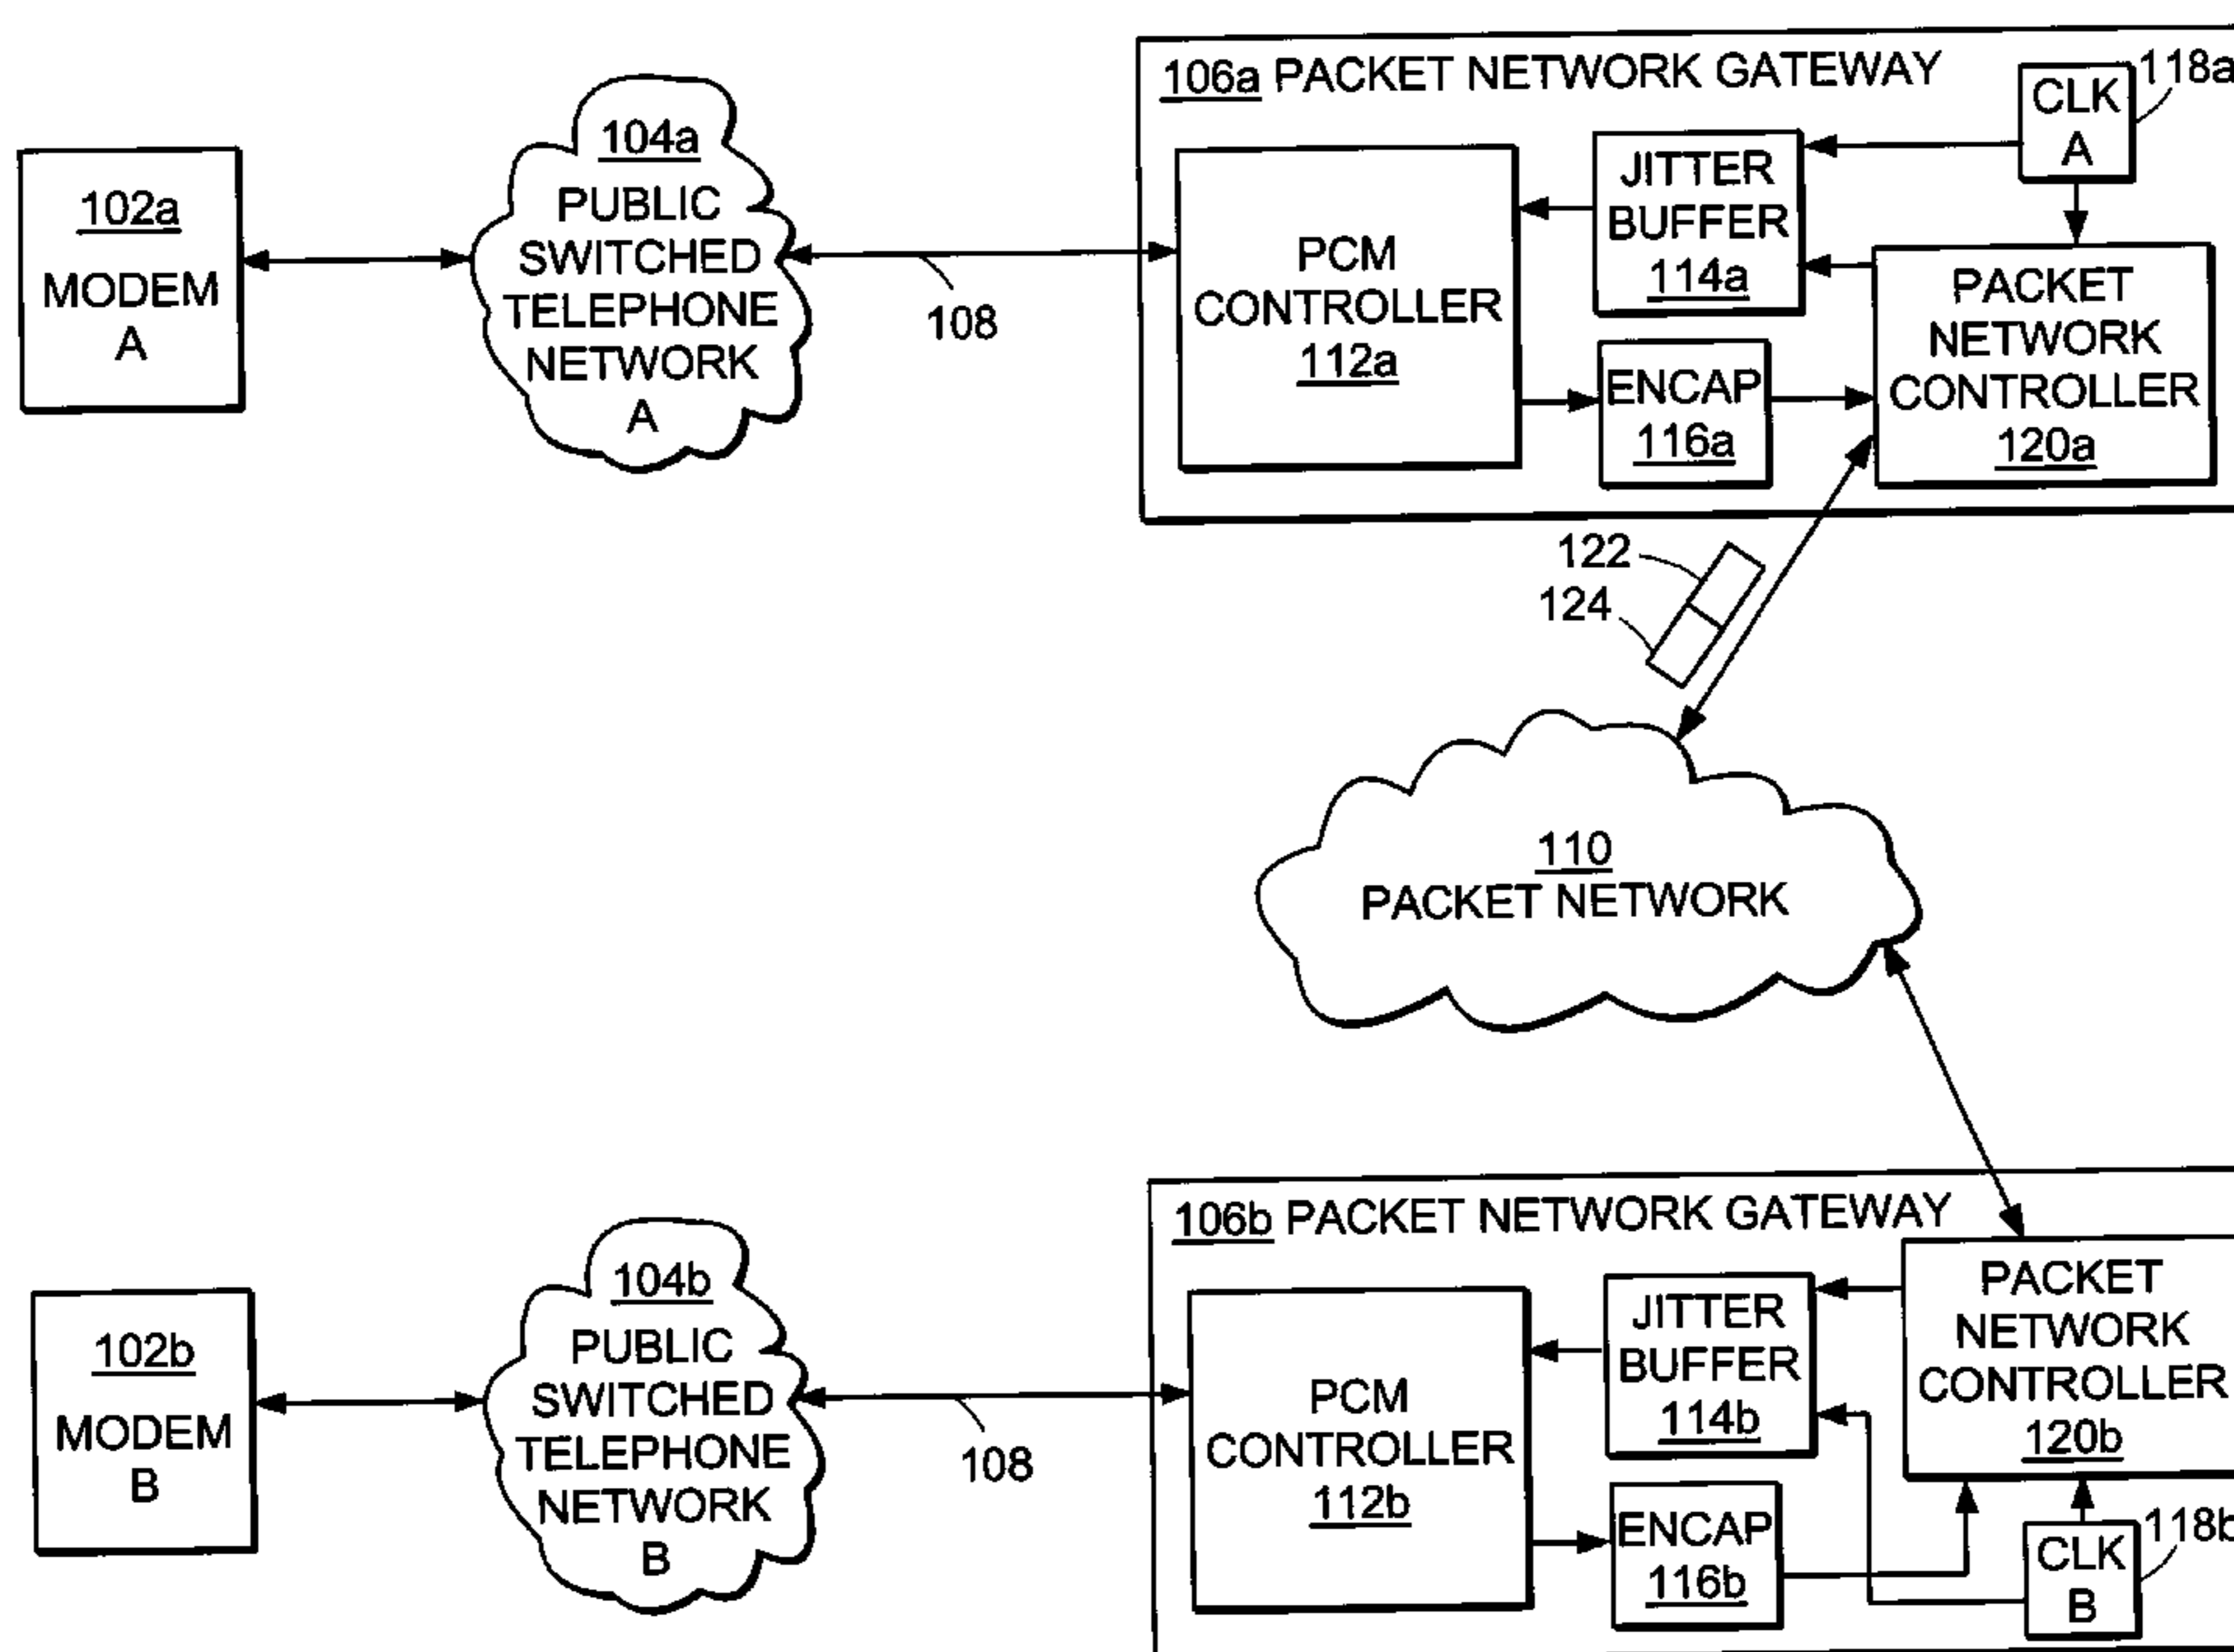 106a PACKET NETWORK GATEWAY
CLK
A
118a
104a
PUBLIC
SWITCHED
TELEPHONE
NETWORK
A
102a
MODEM
A
108
PCM
CONTROLLER
112a
JITTER
BUFFER
114a
ENCAP
116a
PACKET
NETWORK
CONTROLLER
120a
122
124
110
PACKET NETWORK
106b PACKET NETWORK GATEWAY
104b
PUBLIC
SWITCHED
TELEPHONE
NETWORK
B
102b
MODEM
B
108
PCM
CONTROLLER
112b
JITTER
BUFFER
114b
ENCAP
116b
PACKET
NETWORK
CONTROLLER
120b
CLK
B
118b